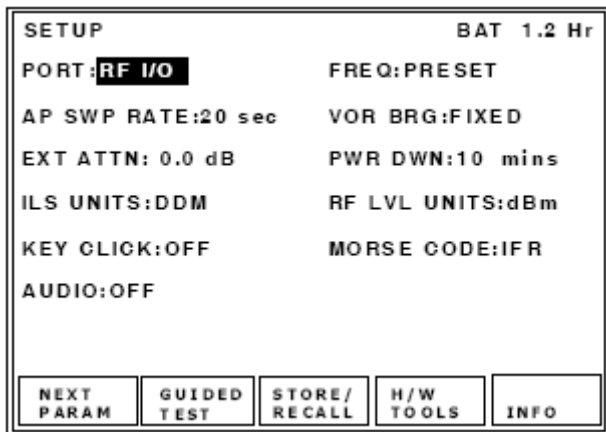 SETUP BAT 1.2 Hr
PORT:RF I/O FREQ:PRESET
AP SWP RATE:20 sec VOR BRG:FIXED
EXT ATTN: 0.0 dB PWR DWN:10 mins
ILS UNITS:DDM RF LVL UNITS:dBm
KEY CLICK:OFF MORSE CODE:IFR
AUDIO:OFF
NEXT PARAM
GUIDED TEST
STORE/ RECALL
H/W TOOLS
INFO